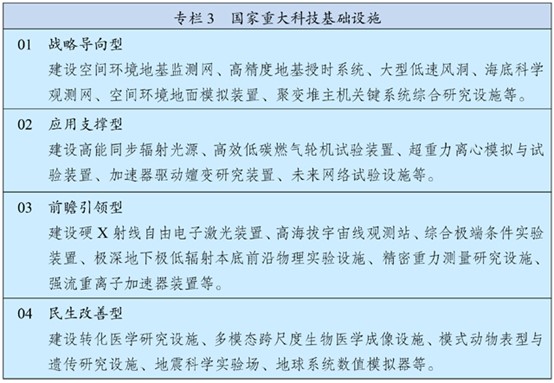 专栏 3 国家重大科技基础设施
01 战略导向型
建设空间环境地基监测网、高精度地基授时系统、大型低速风洞、海底科学
观测网、空间环境地面模拟装置、聚变堆主机关键系统综合研究设施等。
02 应用支撑型
建设高能同步辐射光源、高效低碳燃气轮机试验装置、超重力离心模拟与试
验装置、加速器驱动嬗变研究装置、未来网络试验设施等。
03 前瞻引领型
建设硬 X 射线自由电子激光装置、高海拔宇宙线观测站、综合极端条件实验
装置、极深地下极低辐射本底前沿物理实验设施、精密重力测量研究设施、
强流重离子加速器装置等。
04 民生改善型
建设转化医学研究设施、多模态跨尺度生物医学成像设施、模式动物表型与
遗传研究设施、地震科学实验场、地球系统数值模拟器等。